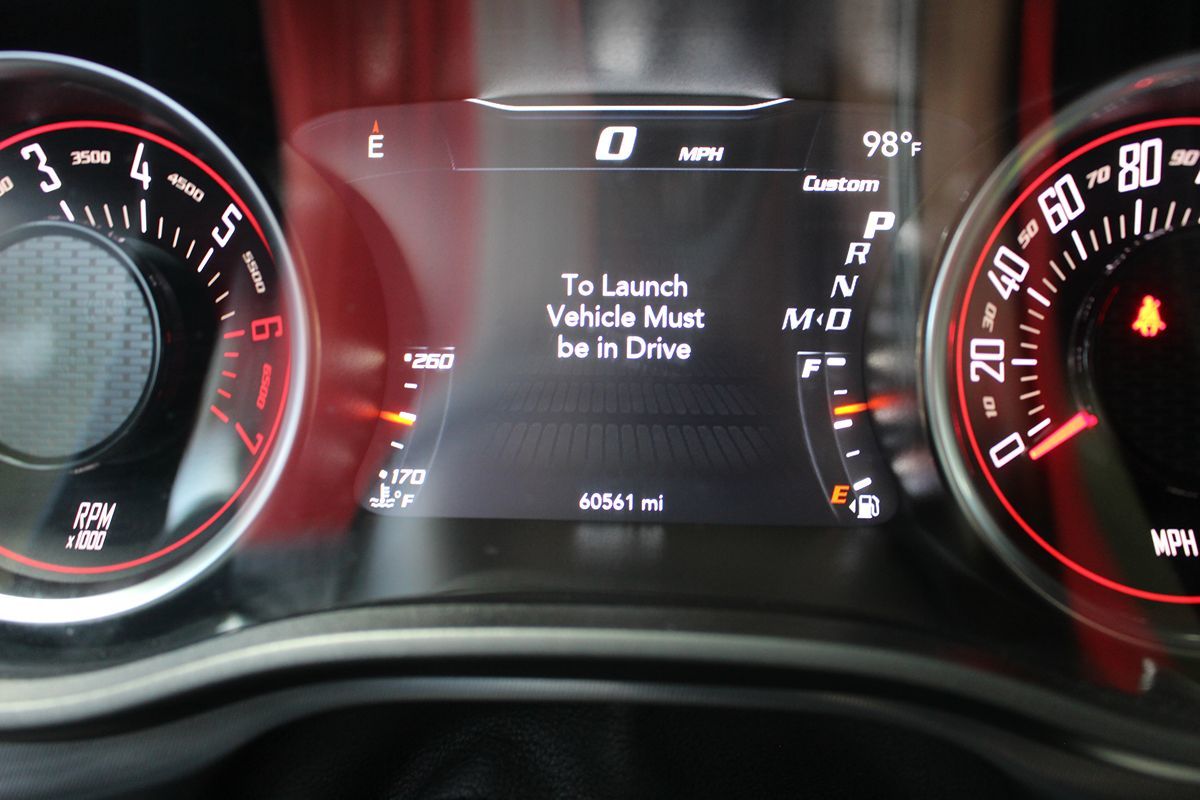 E
0 MPH
98°F
Custom
P
R
N
M D
To Launch
Vehicle Must
be in Drive
260
170
°F
F
E
60561 mi
3
3500
4
4500
5
5500
6
6500
7
RPM
x1000
0
10
20
30
40
50
60
70
80
90
MPH